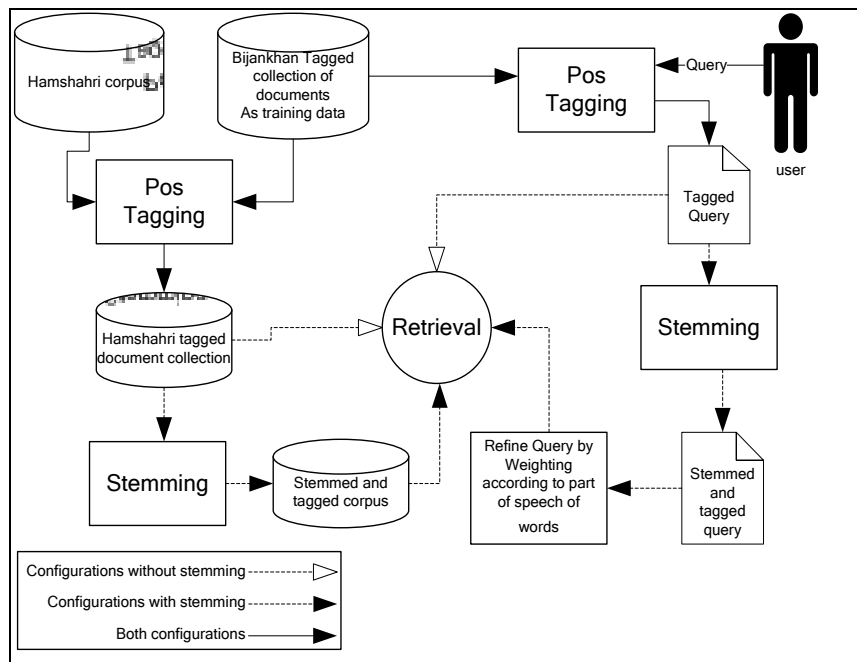 Hamshahri corpus
Bijankhan Tagged
collection of
documents
As training data
Pos
Tagging
Query
user
Pos
Tagging
Tagged
Query
Hamshahri tagged
document collection
Retrieval
Stemming
Stemming
Stemmed and
tagged corpus
Refine Query by
Weighting
according to part
of speech of
words
Stemmed
and
tagged
query
Configurations without stemming
Configurations with stemming
Both configurations